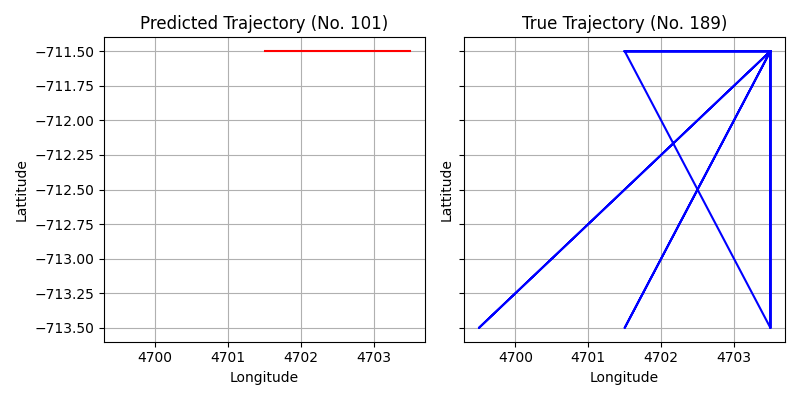 Predicted Trajectory (No. 101)
True Trajectory (No. 189)
−711.50
−711.75
−712.00
−712.25
−712.50
−712.75
−713.00
−713.25
−713.50
Lattitude
4700 4701 4702 4703
Longitude
Lattitude
4700 4701 4702 4703
Longitude